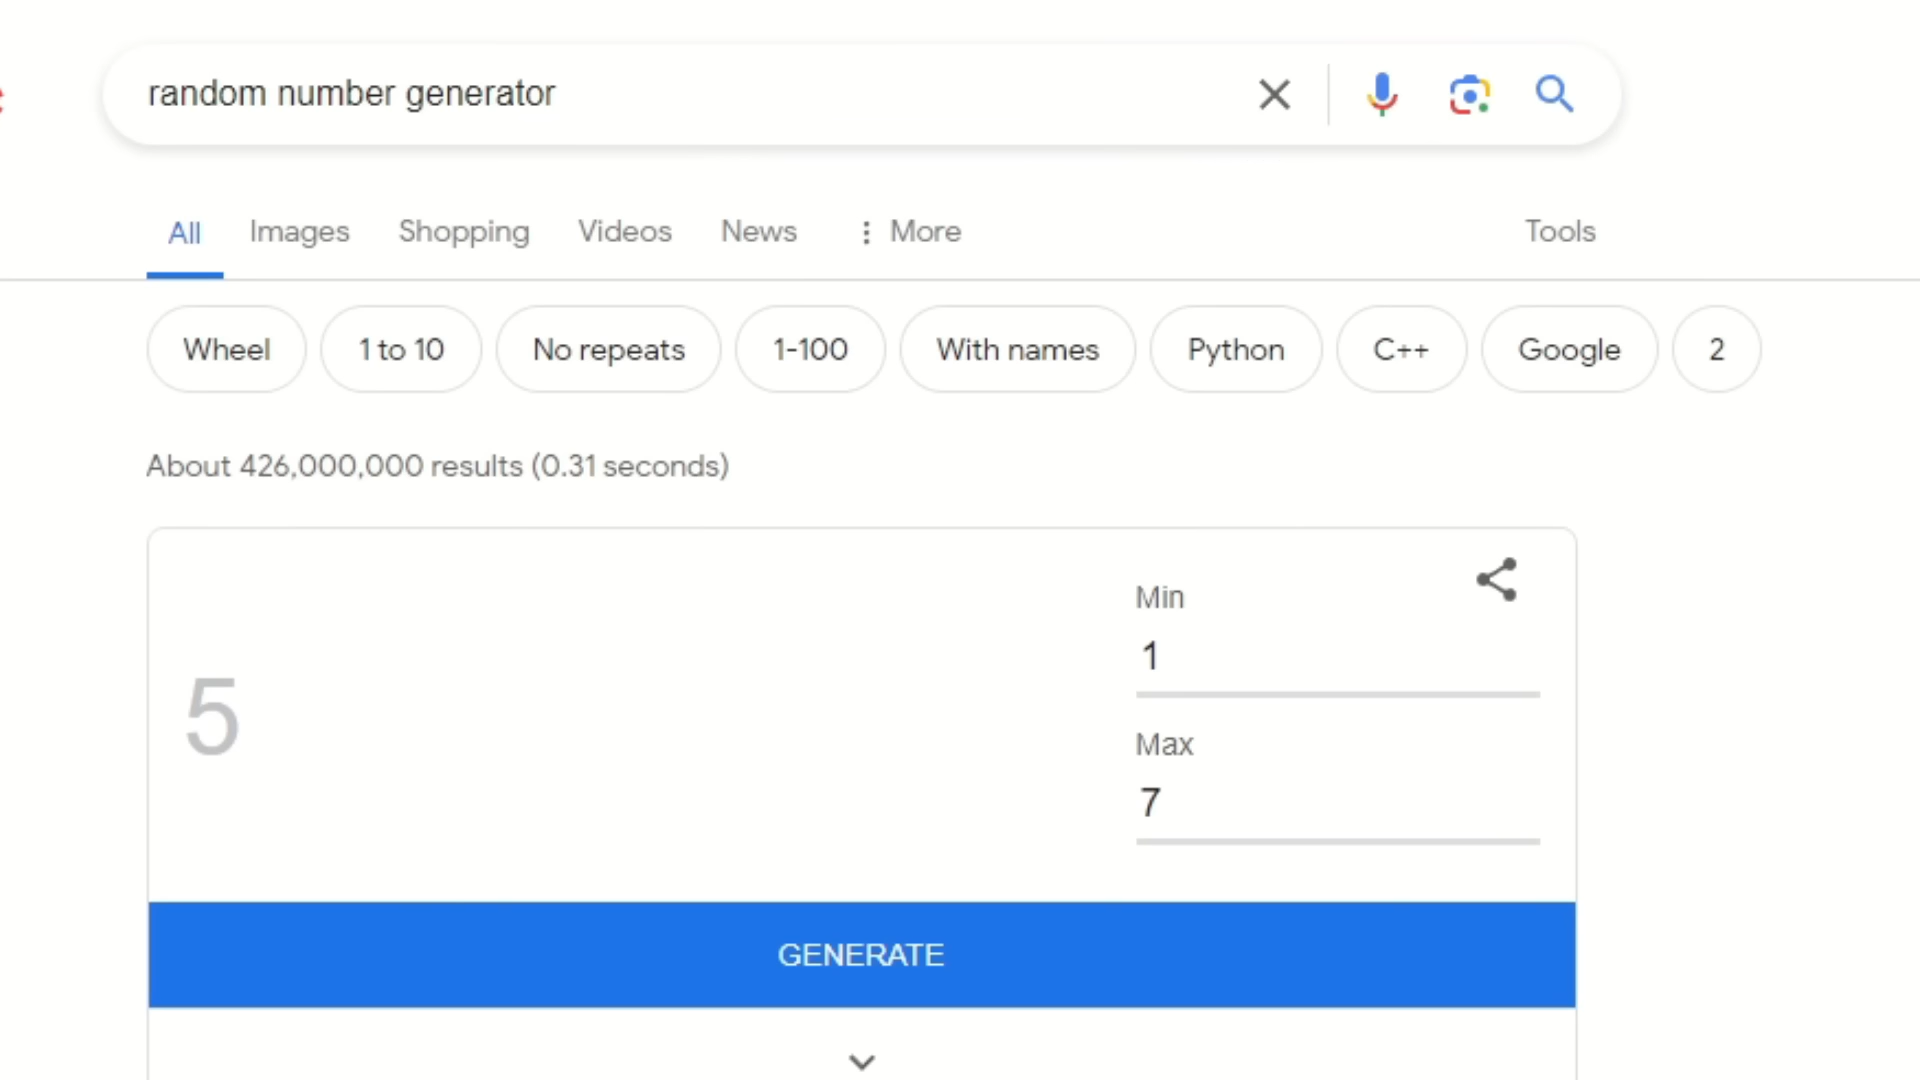 random number generator
All Images Shopping Videos News More Tools
Wheel 1 to 10 No repeats 1-100 With names Python C++ Google 2
About 426,000,000 results (0.31 seconds)
Min
1
5
Max
7
GENERATE